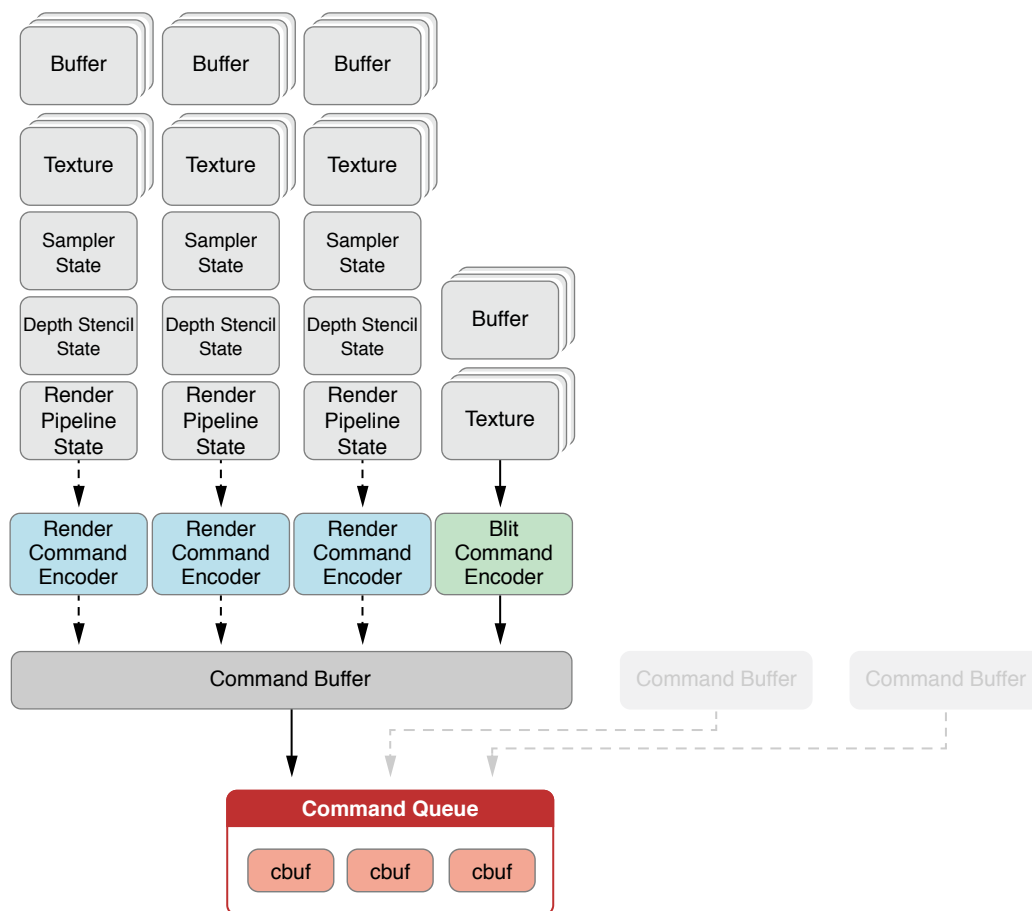 Buffer
Buffer
Buffer
Texture
Texture
Texture
Sampler
State
Sampler
State
Sampler
State
Depth Stencil
State
Depth Stencil
State
Depth Stencil
State
Buffer
Render
Pipeline
State
Render
Pipeline
State
Render
Pipeline
State
Texture
Render
Command
Encoder
Render
Command
Encoder
Render
Command
Encoder
Blit
Command
Encoder
Command Buffer
Command Buffer
Command Buffer
Command Queue
cbuf
cbuf
cbuf